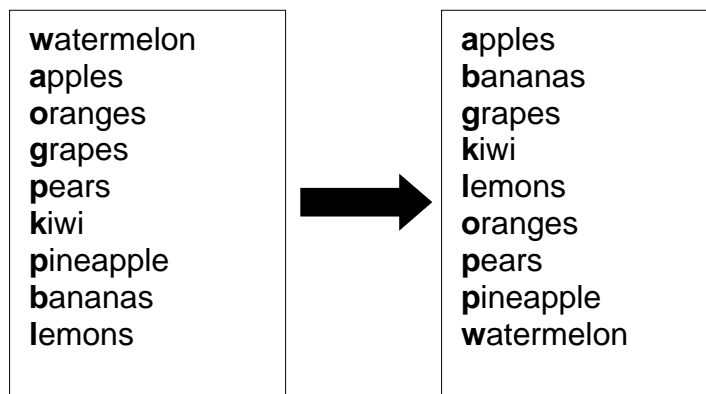 watermelon
apples
oranges
grapes
pears
kiwi
pineapple
bananas
lemons
apples
bananas
grapes
kiwi
lemons
oranges
pears
pineapple
watermelon